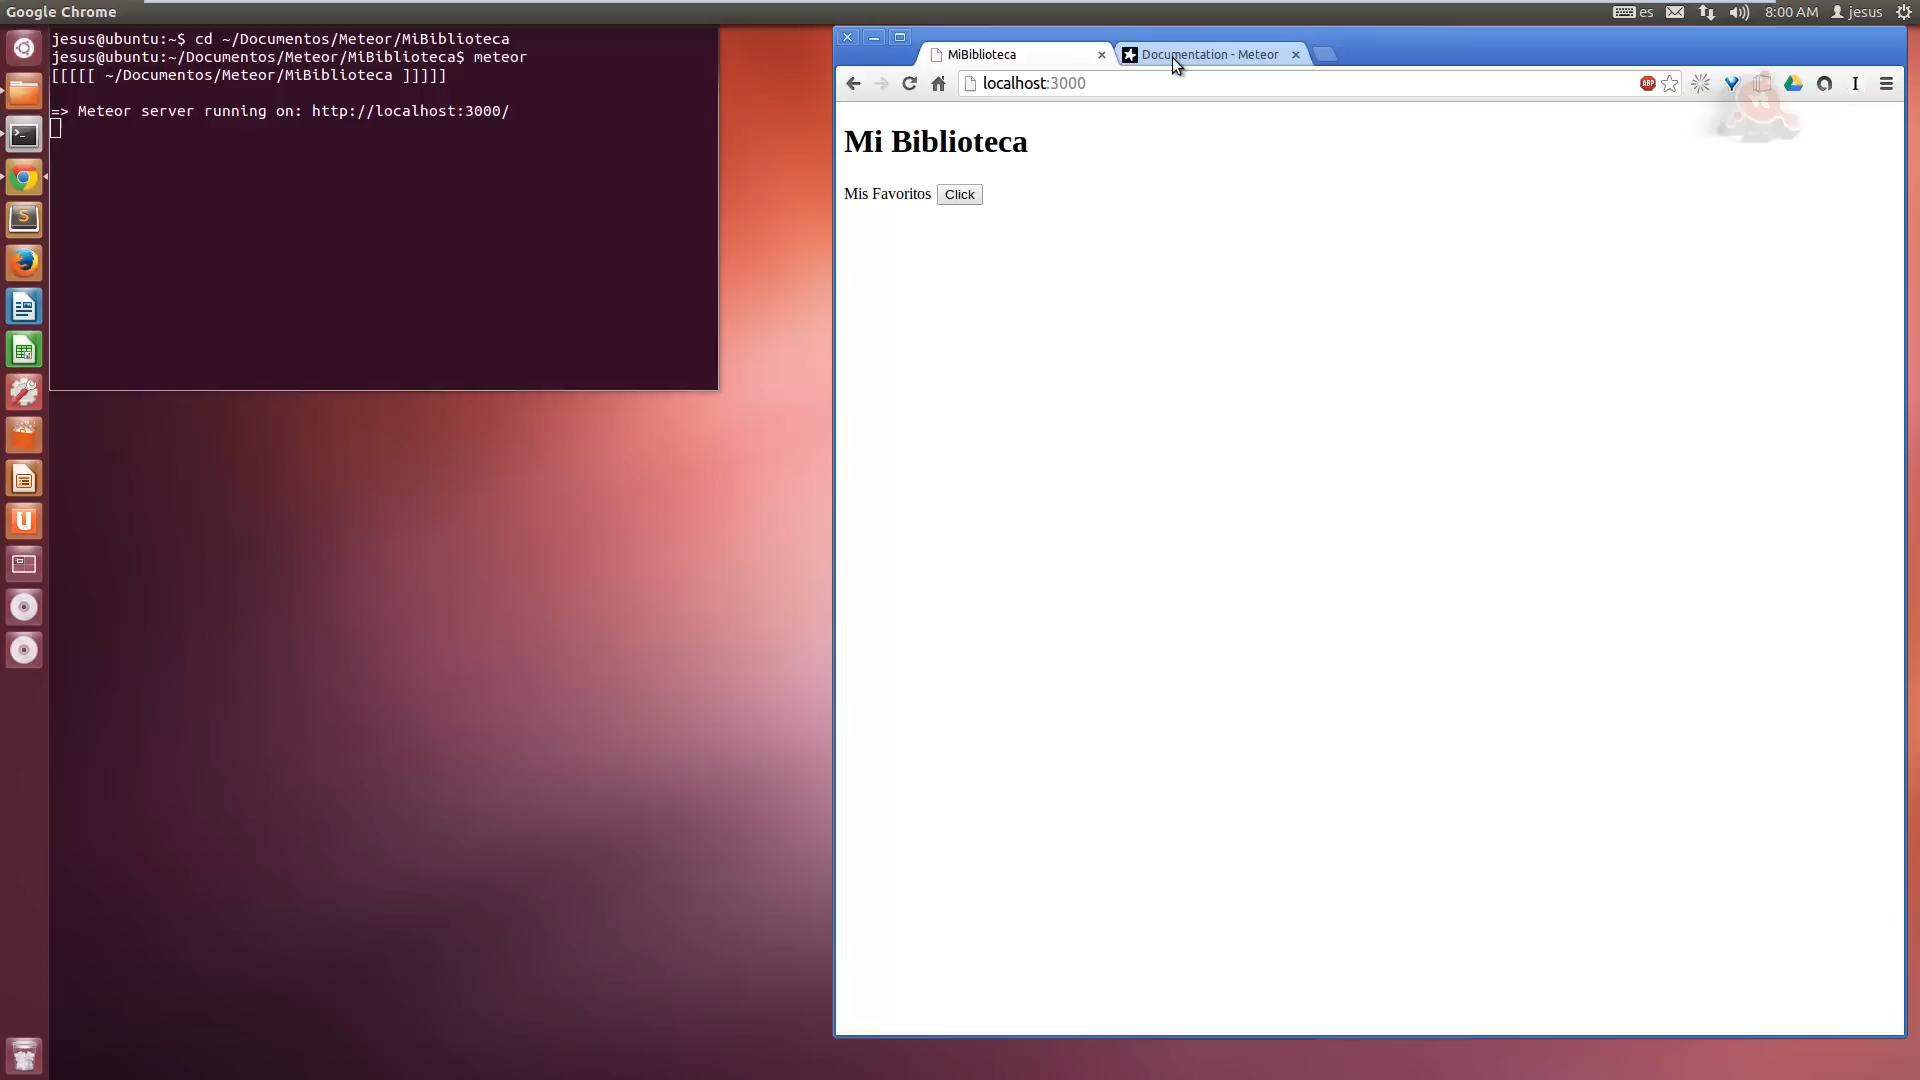 Google Chrome
es
8:00 AM
jesus
jesus@ubuntu:~$ cd ~/Documentos/Meteor/MiBiblioteca
jesus@ubuntu:~/Documentos/Meteor/MiBiblioteca$ meteor
[[[[[ ~/Documentos/Meteor/MiBiblioteca ]]]]]
=> Meteor server running on: http://localhost:3000/
MiBiblioteca
Documentation - Meteor
localhost:3000
ABP
Mi Biblioteca
Mis Favoritos Click